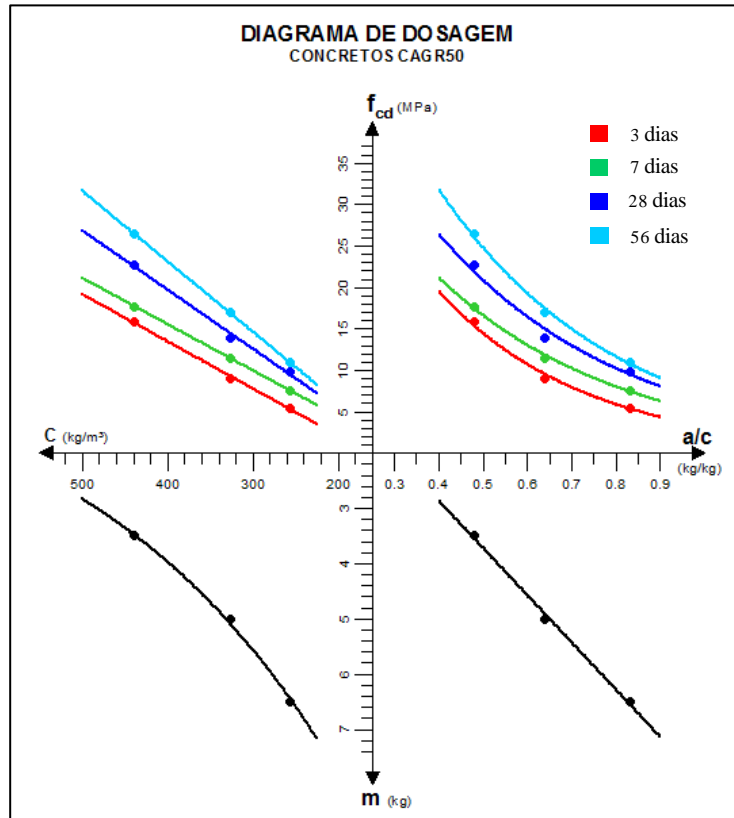 DIAGRAMA DE DOSAGEM
CONCRETOS CAGR50
fcd (MPa)
3 dias
7 dias
28 dias
56 dias
35
30
25
20
15
10
5
C (kg/m³)
a/c
(kg/kg)
500 400 300 200 0.3 0.4 0.5 0.6 0.7 0.8 0.9
3
4
5
6
7
m (kg)